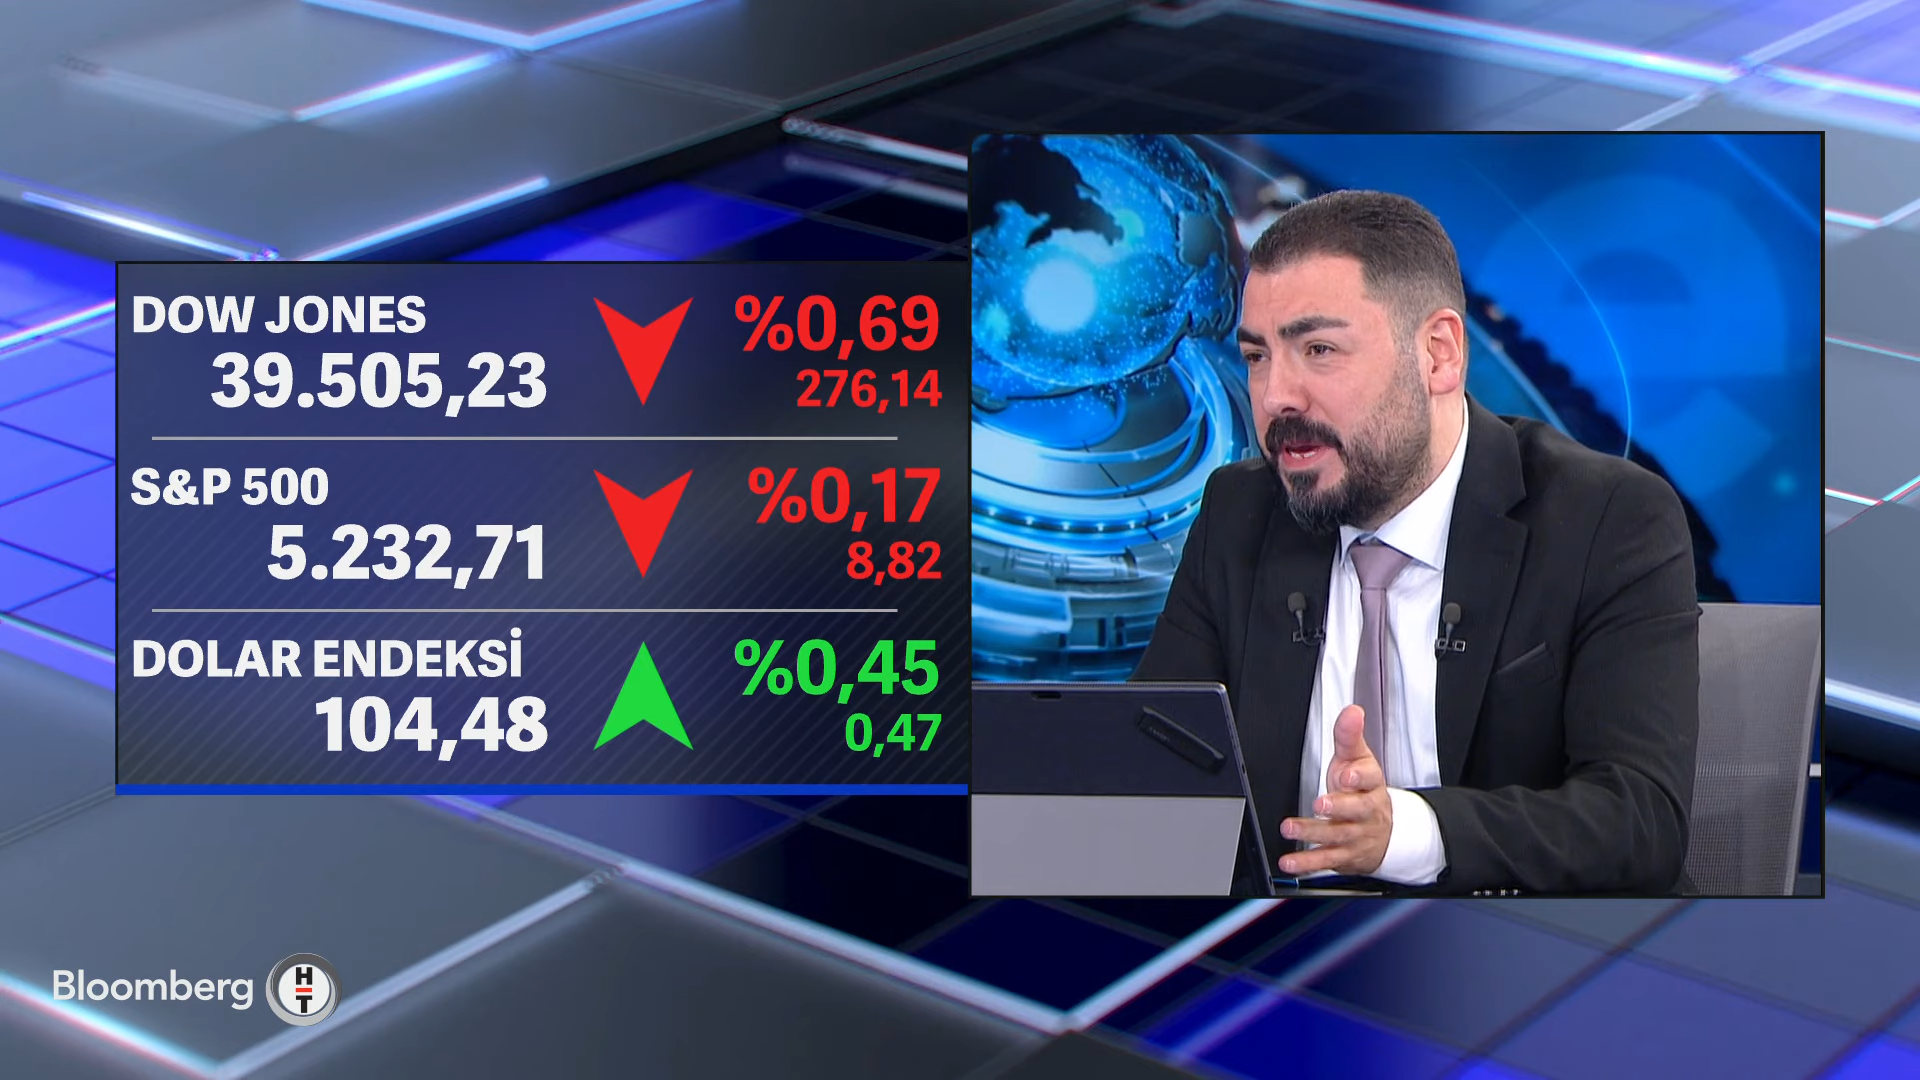 DOW JONES
39.505,23
%0,69
276,14
S&P 500
5.232,71
%0,17
8,82
DOLAR ENDEKSİ
104,48
%0,45
0,47
Bloomberg HT